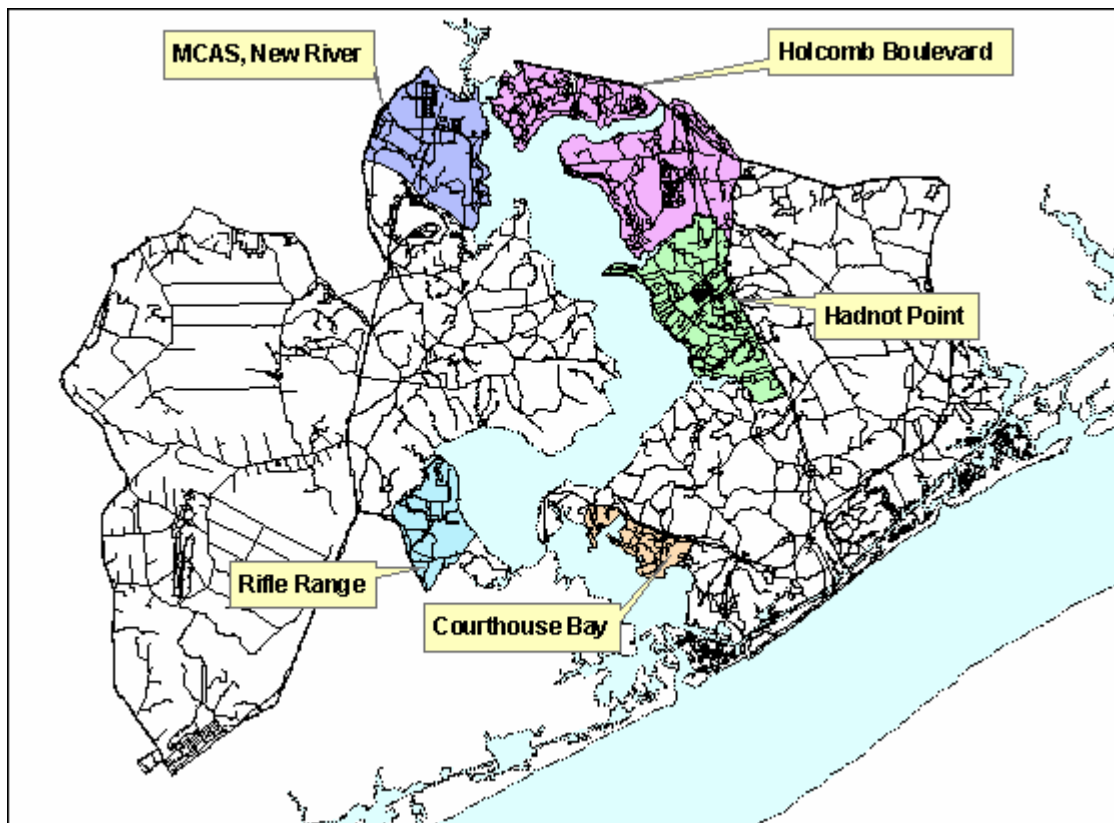 MCAS, New River
Holcomb Boulevard
Hadnot Point
Rifle Range
Courthouse Bay